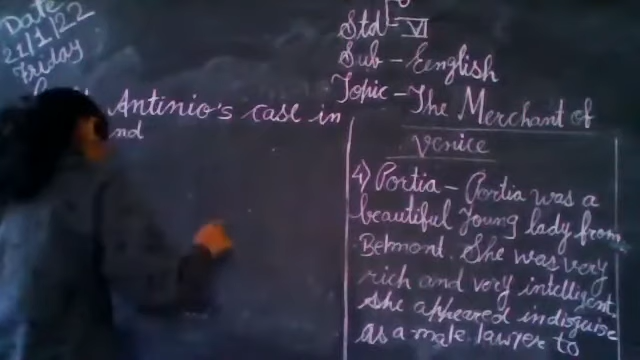 Date
21/1/22
Friday
Std - VI
Sub - Eenglish
Topic - The Merchant of
Venice
Antinio's case in
nd
4) Portia - Portia was a
beautiful young lady from
Belmont. She was very
rich and very intelligent.
She appeared in disguise
as a male lawyer to